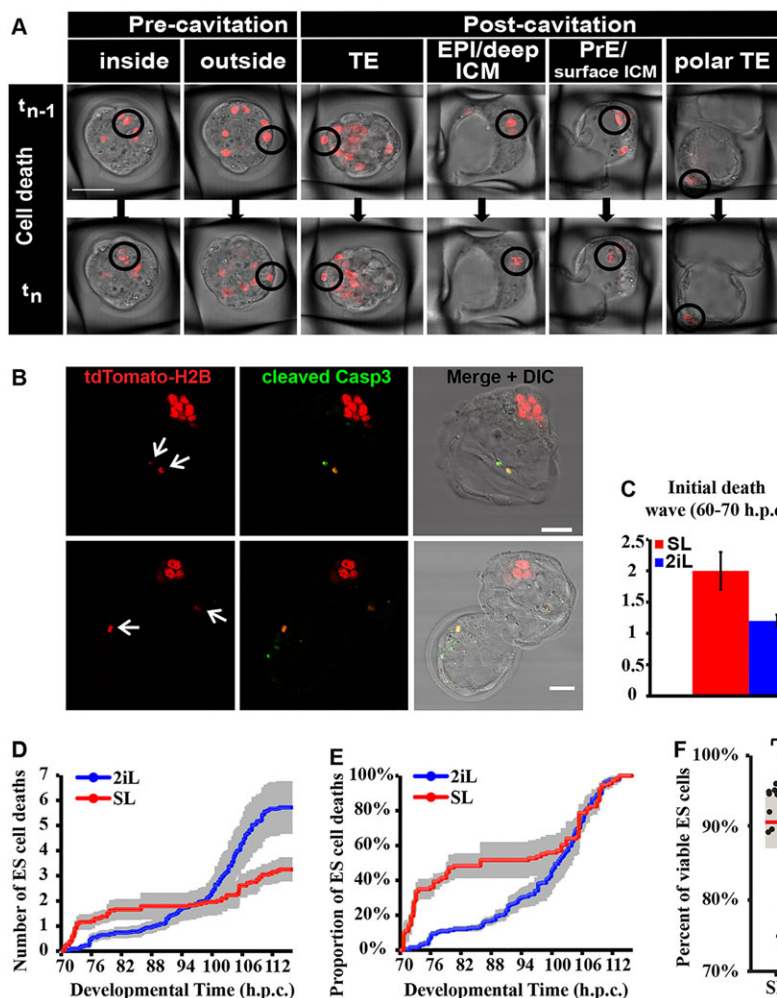 A
Pre-cavitation
Post-cavitation
inside
outside
TE
EPI/deep ICM
PrE/ surface ICM
polar TE
Cell death
tn-1
tn
B
tdTomato-H2B
cleaved Casp3
Merge + DIC
C
Initial death
wave (60-70 h.p.c
SL
2iL
2.5
2
1.5
1
0.5
0
D
Number of ES cell deaths
2iL
SL
7
6
5
4
3
2
1
0
70 76 82 88 94 100 106 112
Developmental Time (h.p.c.)
E
Proportion of ES cell deaths
2iL
SL
100%
80%
60%
40%
20%
0%
70 76 82 88 94 100 106 112
Developmental Time (h.p.c.)
F
Percent of viable ES cells
100%
90%
80%
70%
S